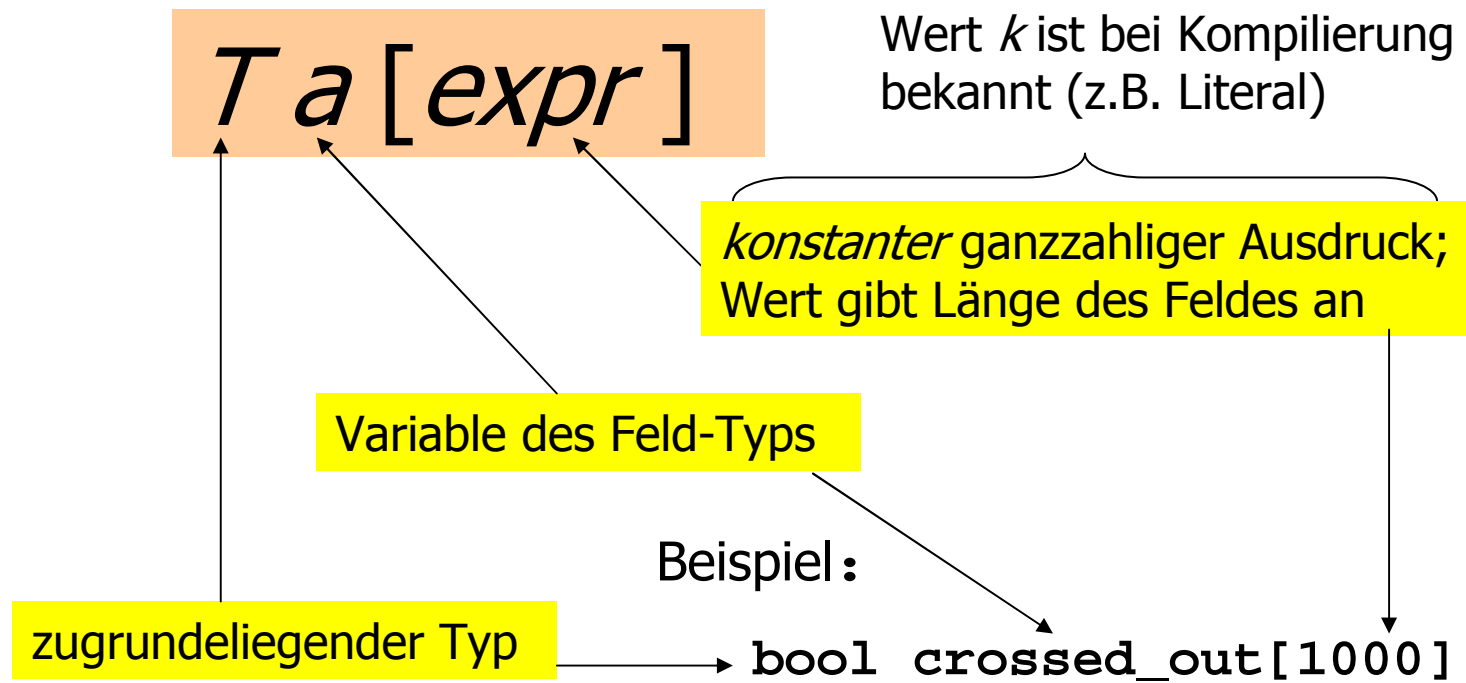 T a [expr]
Wert k ist bei Kompilierung
bekannt (z.B. Literal)
konstanter ganzzahliger Ausdruck;
Wert gibt Länge des Feldes an
Variable des Feld-Typs
Beispiel:
zugrundeliegender Typ
bool crossed_out[1000]